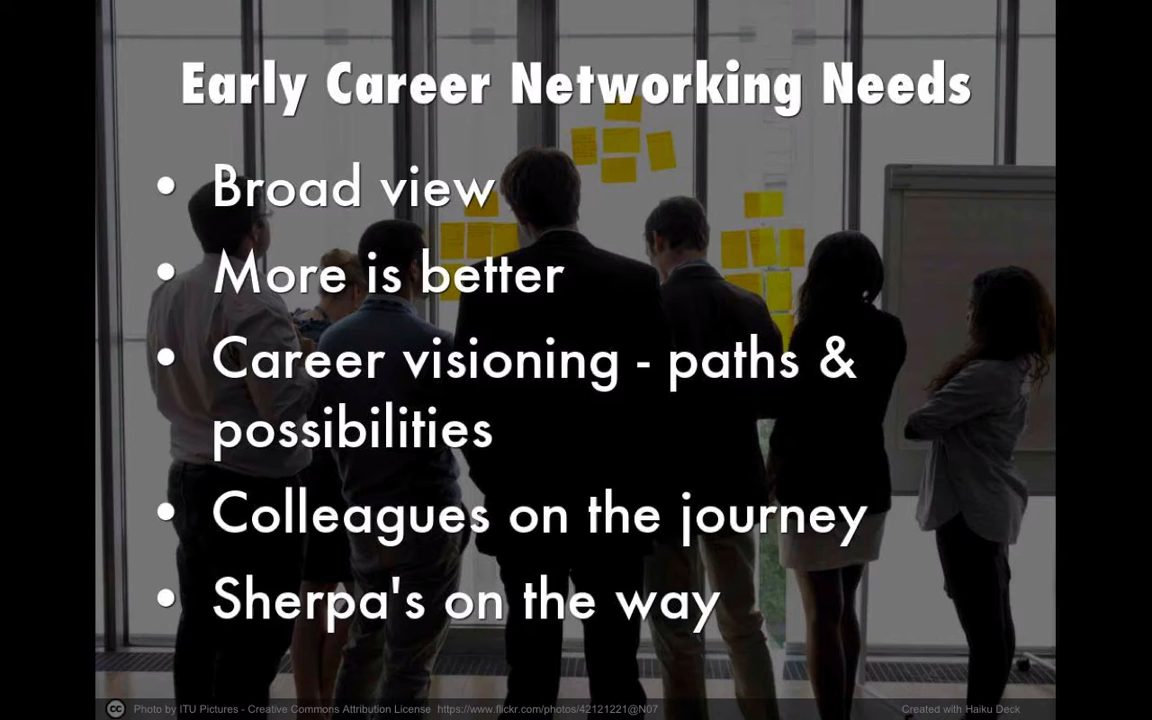 Early Career Networking Needs
• Broad view
• More is better
• Career visioning - paths &
possibilities
• Colleagues on the journey
• Sherpa's on the way
cc Photo by ITU Pictures - Creative Commons Attribution License https://www.flickr.com/photos/42121221@N07
Created with Haiku Deck